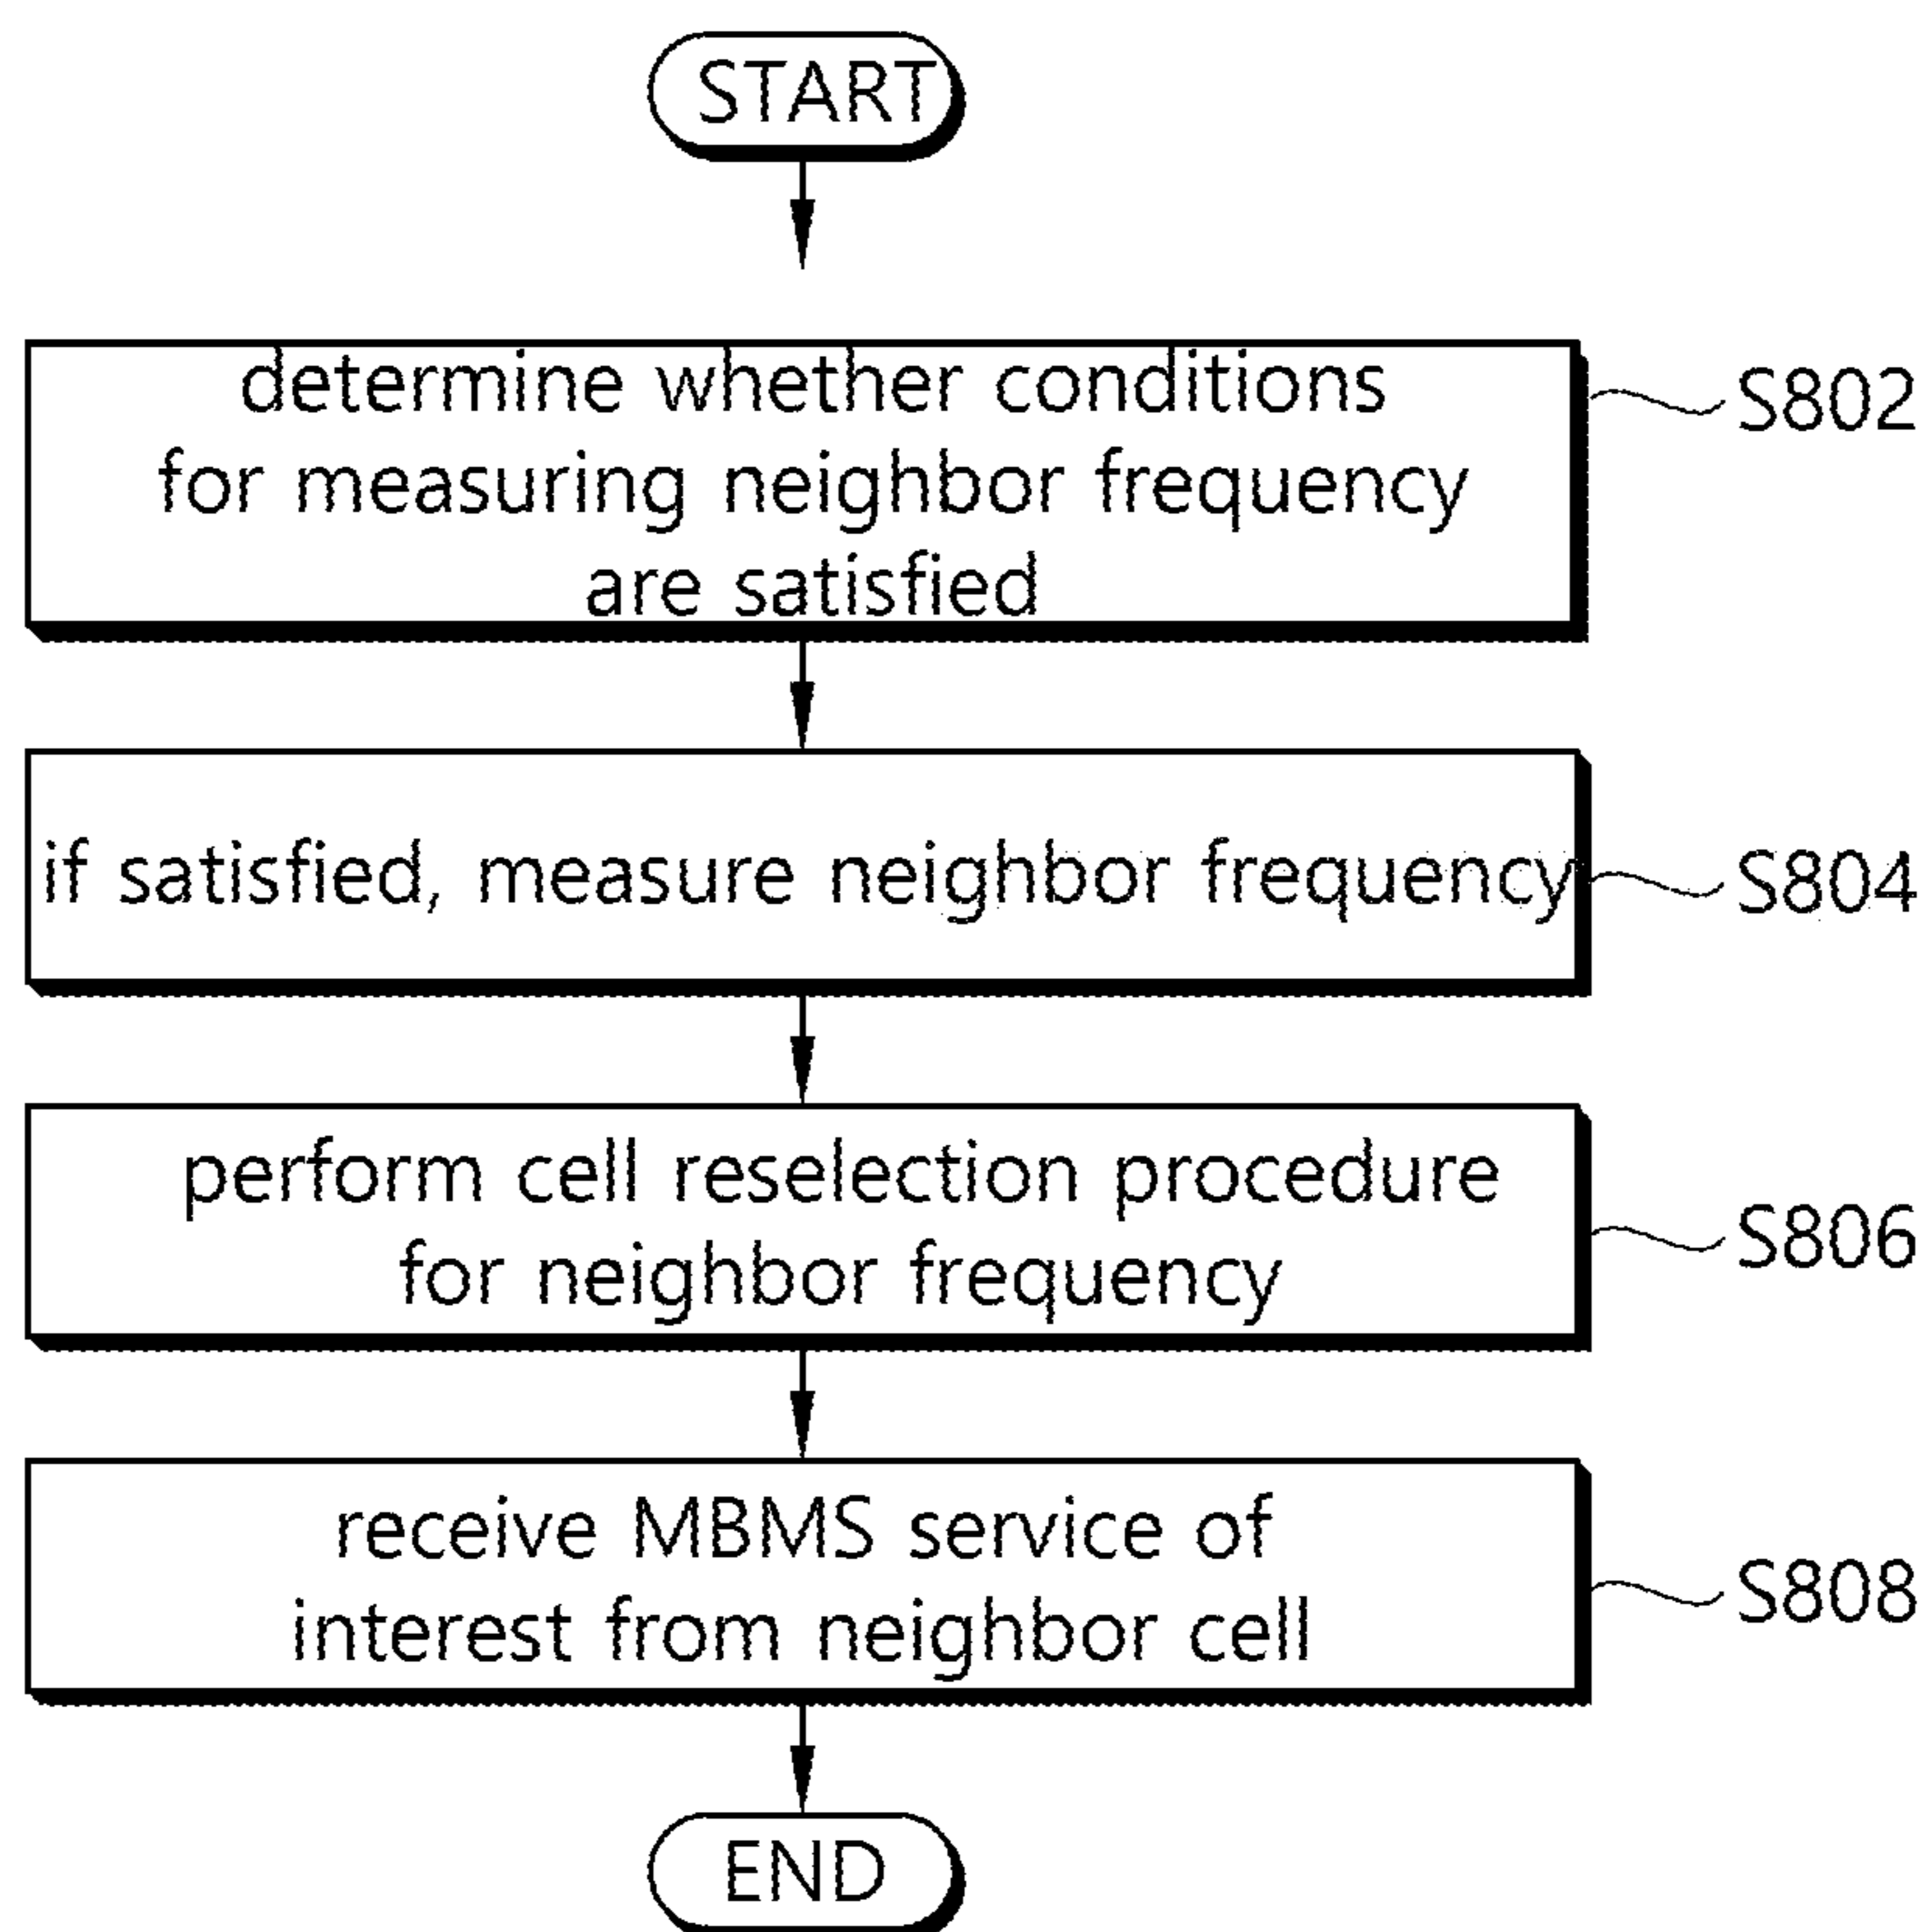 START
determine whether conditions
for measuring neighbor frequency
are satisfied
S802
if satisfied, measure neighbor frequency
S804
perform cell reselection procedure
for neighbor frequency
S806
receive MBMS service of
interest from neighbor cell
S808
END